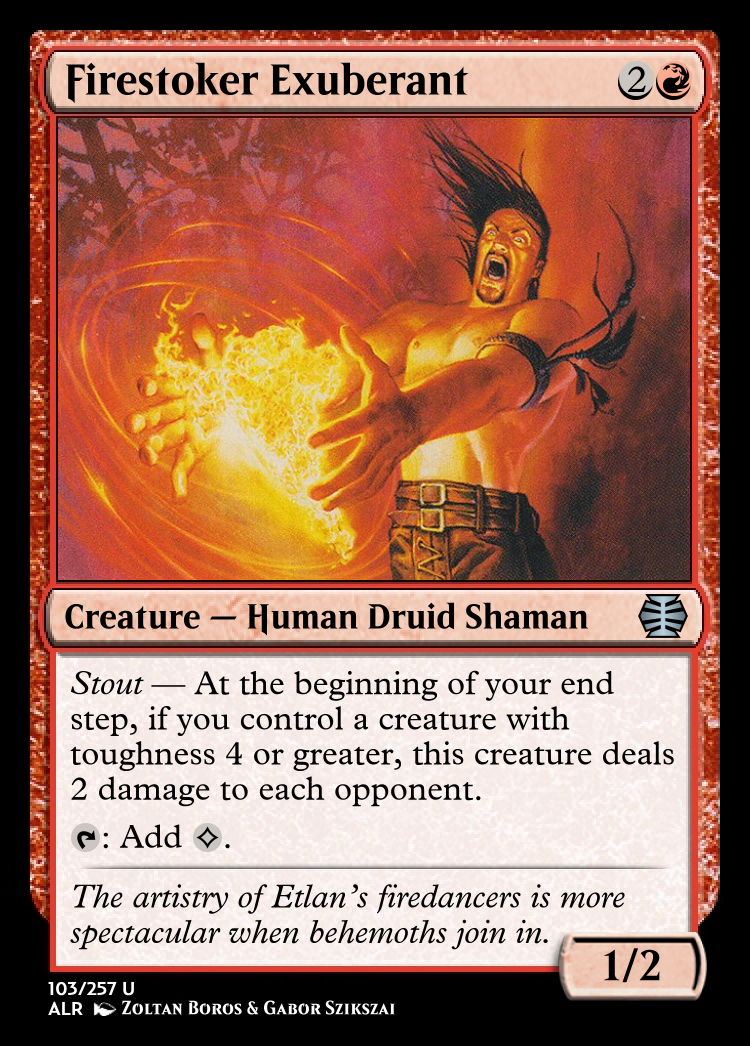 Firestoker Exuberant 2
Creature — Human Druid Shaman
Stout — At the beginning of your end
step, if you control a creature with
toughness 4 or greater, this creature deals
2 damage to each opponent.
: Add .
The artistry of Etlan's firedancers is more
spectacular when behemoths join in.
1/2
103/257 U
ALR Zoltan Boros & Gabor Szikszai